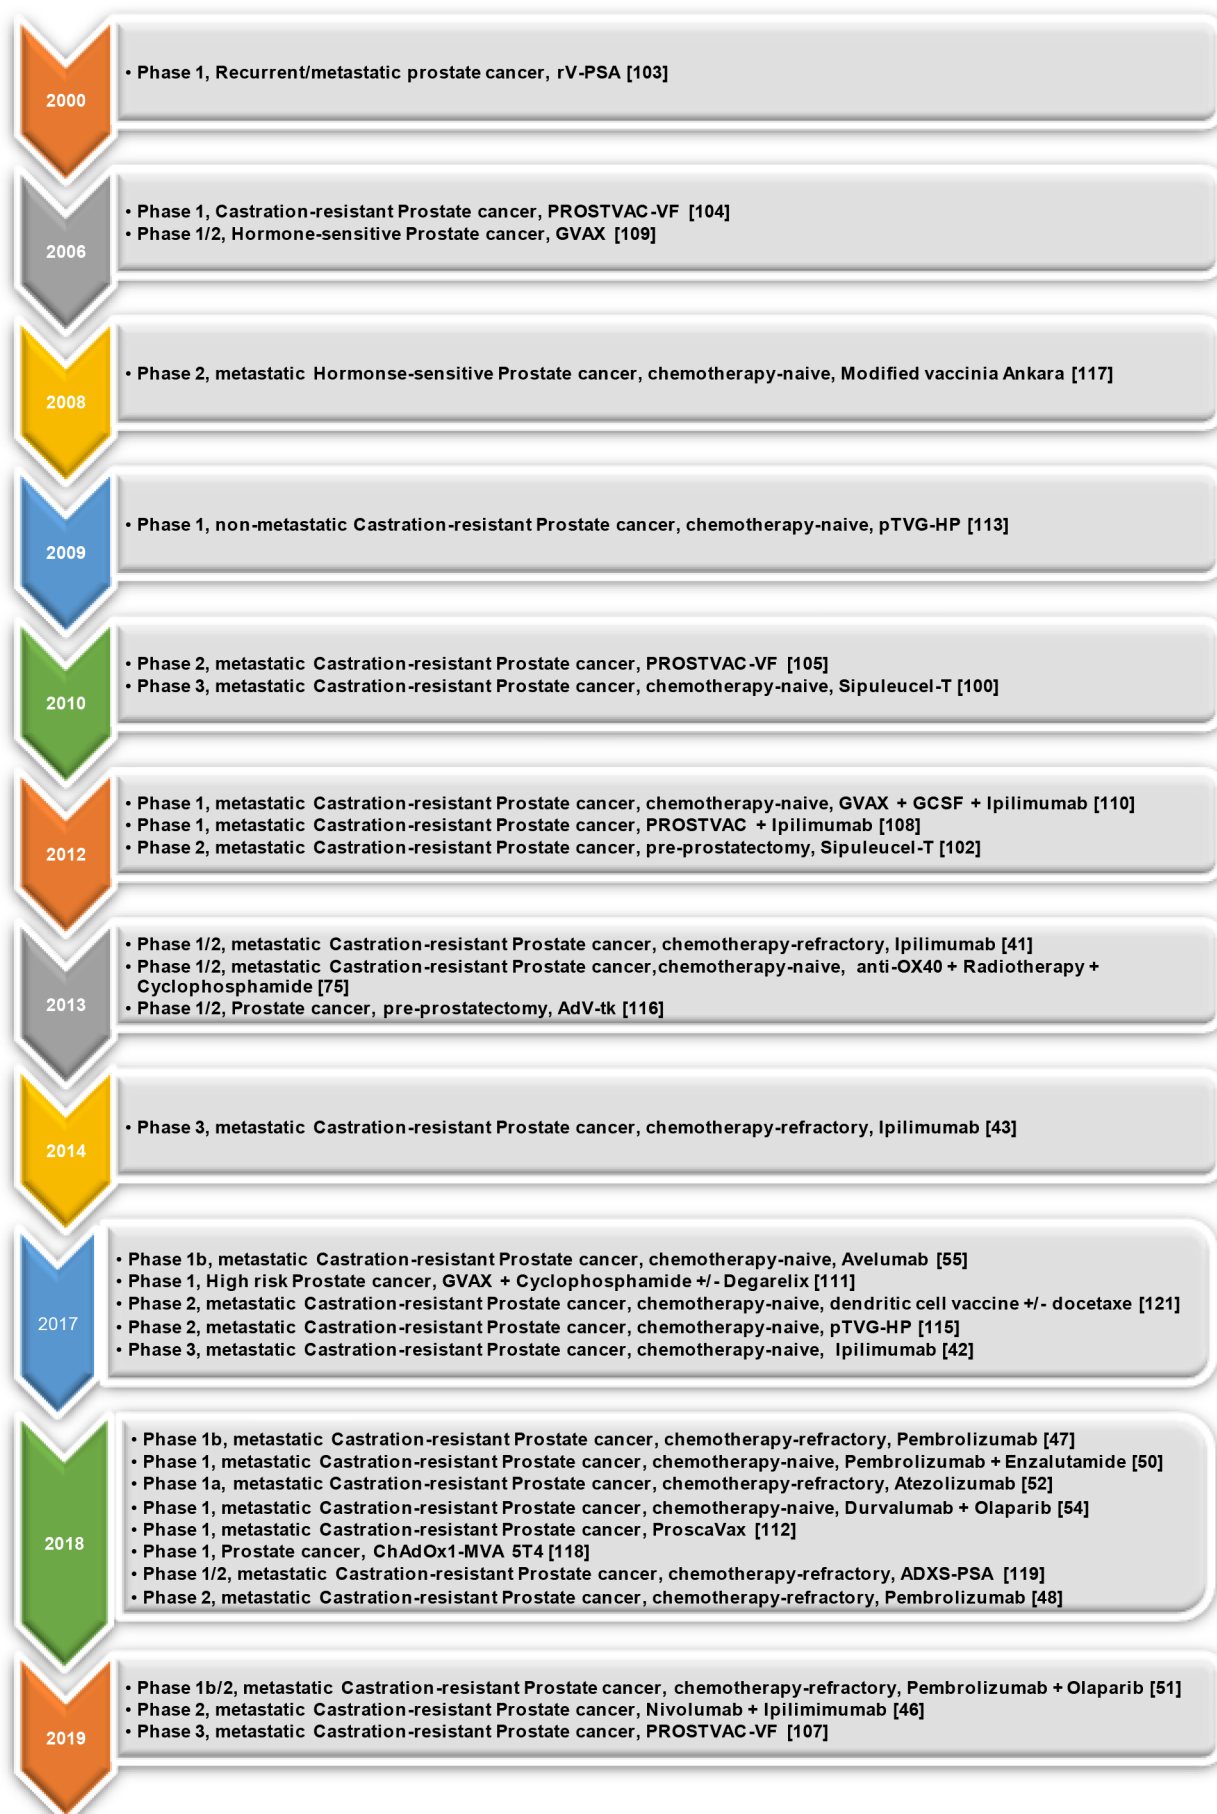 2000
• Phase 1, Recurrent/metastatic prostate cancer, rV-PSA [103]
2006
• Phase 1, Castration-resistant Prostate cancer, PROSTVAC-VF [104]
• Phase 1/2, Hormone-sensitive Prostate cancer, GVAX [109]
2008
• Phase 2, metastatic Hormonse-sensitive Prostate cancer, chemotherapy-naive, Modified vaccinia Ankara [117]
2009
• Phase 1, non-metastatic Castration-resistant Prostate cancer, chemotherapy-naive, pTVG-HP [113]
2010
• Phase 2, metastatic Castration-resistant Prostate cancer, PROSTVAC-VF [105]
• Phase 3, metastatic Castration-resistant Prostate cancer, chemotherapy-naive, Sipuleucel-T [100]
2012
• Phase 1, metastatic Castration-resistant Prostate cancer, chemotherapy-naive, GVAX + GCSF + Ipilimumab [110]
• Phase 1, metastatic Castration-resistant Prostate cancer, PROSTVAC + Ipilimumab [108]
• Phase 2, metastatic Castration-resistant Prostate cancer, pre-prostatectomy, Sipuleucel-T [102]
2013
• Phase 1/2, metastatic Castration-resistant Prostate cancer, chemotherapy-refractory, Ipilimumab [41]
• Phase 1/2, metastatic Castration-resistant Prostate cancer,chemotherapy-naive, anti-OX40 + Radiotherapy +
Cyclophosphamide [75]
• Phase 1/2, Prostate cancer, pre-prostatectomy, AdV-tk [116]
2014
• Phase 3, metastatic Castration-resistant Prostate cancer, chemotherapy-refractory, Ipilimumab [43]
2017
• Phase 1b, metastatic Castration-resistant Prostate cancer, chemotherapy-naive, Avelumab [55]
• Phase 1, High risk Prostate cancer, GVAX + Cyclophosphamide +/- Degarelix [111]
• Phase 2, metastatic Castration-resistant Prostate cancer, chemotherapy-naive, dendritic cell vaccine +/- docetaxe [121]
• Phase 2, metastatic Castration-resistant Prostate cancer, chemotherapy-naive, pTVG-HP [115]
• Phase 3, metastatic Castration-resistant Prostate cancer, chemotherapy-naive, Ipilimumab [42]
2018
• Phase 1b, metastatic Castration-resistant Prostate cancer, chemotherapy-refractory, Pembrolizumab [47]
• Phase 1, metastatic Castration-resistant Prostate cancer, chemotherapy-naive, Pembrolizumab + Enzalutamide [50]
• Phase 1a, metastatic Castration-resistant Prostate cancer, chemotherapy-refractory, Atezolizumab [52]
• Phase 1, metastatic Castration-resistant Prostate cancer, chemotherapy-naive, Durvalumab + Olaparib [54]
• Phase 1, metastatic Castration-resistant Prostate cancer, ProscaVax [112]
• Phase 1, Prostate cancer, ChAdOx1-MVA 5T4 [118]
• Phase 1/2, metastatic Castration-resistant Prostate cancer, chemotherapy-refractory, ADXS-PSA [119]
• Phase 2, metastatic Castration-resistant Prostate cancer, chemotherapy-refractory, Pembrolizumab [48]
2019
• Phase 1b/2, metastatic Castration-resistant Prostate cancer, chemotherapy-refractory, Pembrolizumab + Olaparib [51]
• Phase 2, metastatic Castration-resistant Prostate cancer, Nivolumab + Ipilimimumab [46]
• Phase 3, metastatic Castration-resistant Prostate cancer, PROSTVAC-VF [107]